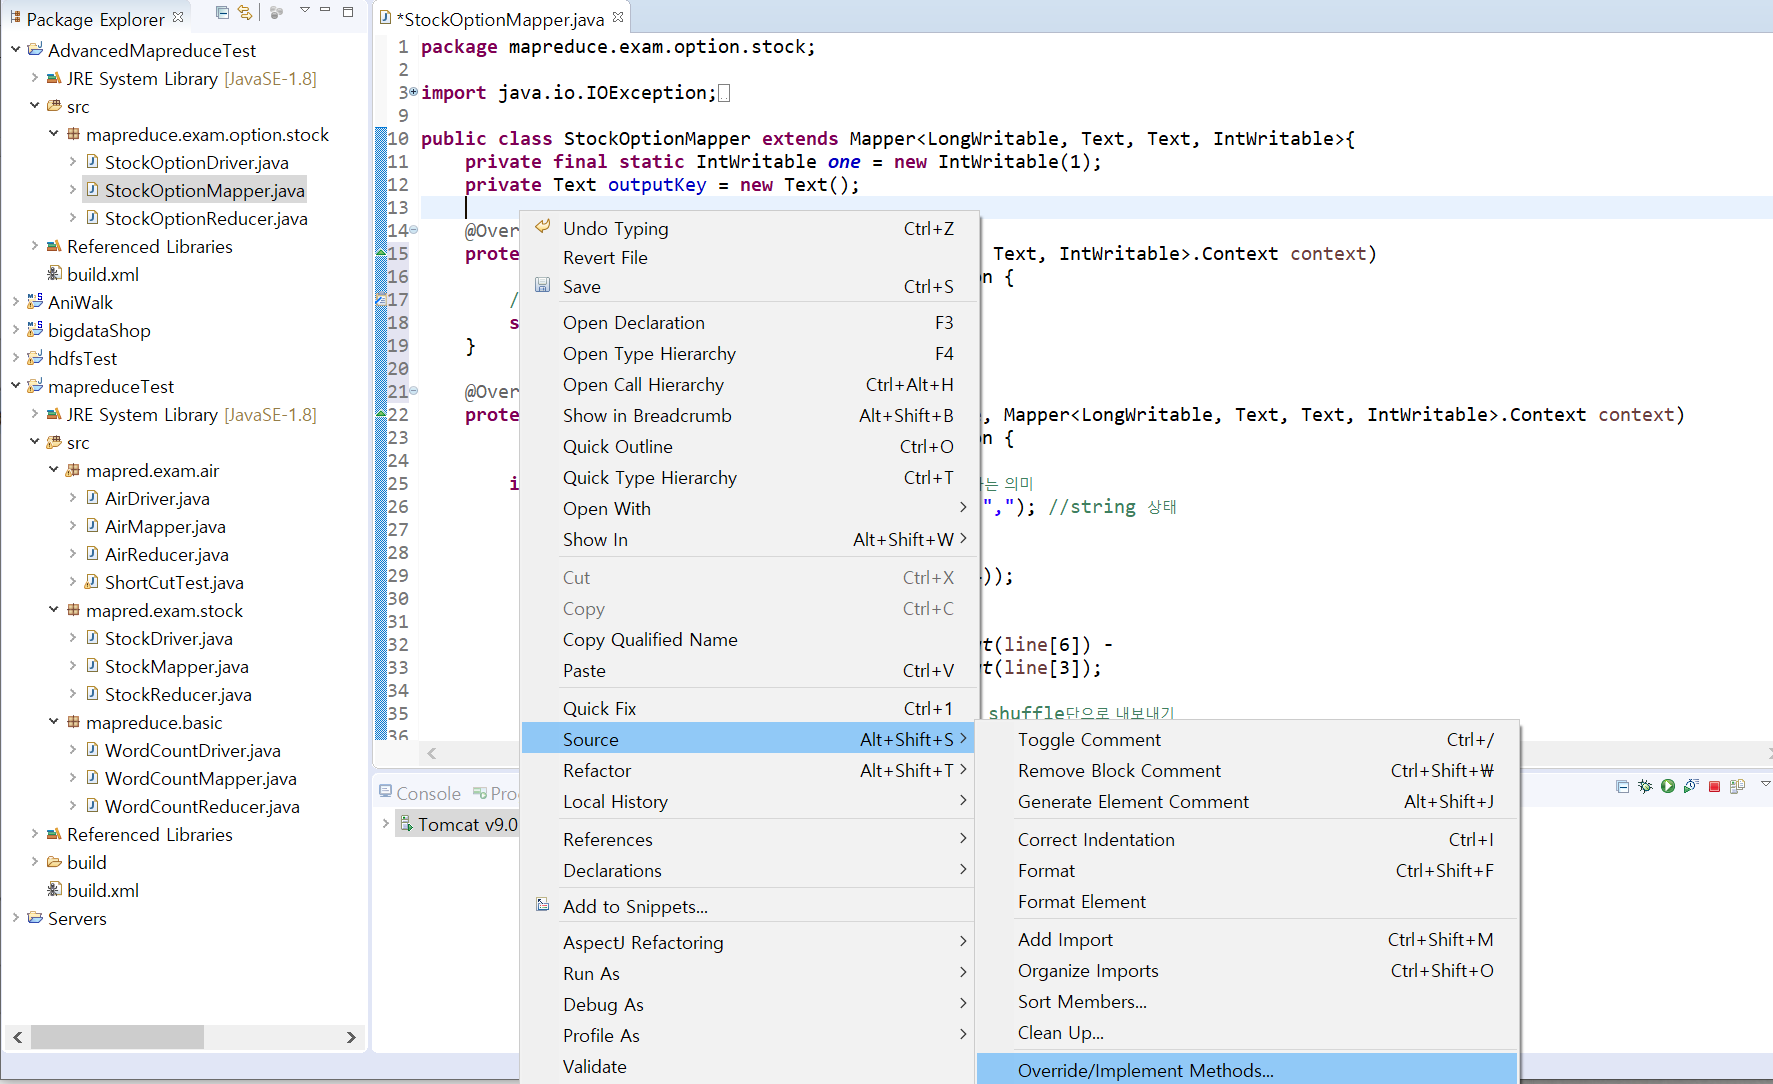 Package Explorer
AdvancedMapreduceTest
JRE System Library [JavaSE-1.8]
src
mapreduce.exam.option.stock
StockOptionDriver.java
StockOptionMapper.java
StockOptionReducer.java
Referenced Libraries
build.xml
AniWalk
bigdataShop
hdfsTest
mapreduceTest
JRE System Library [JavaSE-1.8]
src
mapred.exam.air
AirDriver.java
AirMapper.java
AirReducer.java
ShortCutTest.java
mapred.exam.stock
StockDriver.java
StockMapper.java
StockReducer.java
mapreduce.basic
WordCountDriver.java
WordCountMapper.java
WordCountReducer.java
Referenced Libraries
build
build.xml
Servers
*StockOptionMapper.java
1 package mapreduce.exam.option.stock;
2
3 import java.io.IOException;
9
10 public class StockOptionMapper extends Mapper<LongWritable, Text, Text, IntWritable>{
11 private final static IntWritable one = new IntWritable(1);
12 private Text outputKey = new Text();
13
14 @Over
15 prote Text, IntWritable>.Context context)
16 n {
17 /
18 s
19 }
20
21 @Over
22 prote , Mapper<LongWritable, Text, Text, IntWritable>.Context context)
23 n {
24
25 i 는 의미
26 ","); //string 상태
27
28
29 ));
30
31
32 t(line[6]) -
33 t(line[3]);
34
35 shuffle단으로 내보내기
36
Undo Typing Ctrl+Z
Revert File
Save Ctrl+S
Open Declaration F3
Open Type Hierarchy F4
Open Call Hierarchy Ctrl+Alt+H
Show in Breadcrumb Alt+Shift+B
Quick Outline Ctrl+O
Quick Type Hierarchy Ctrl+T
Open With
Show In Alt+Shift+W
Cut Ctrl+X
Copy Ctrl+C
Copy Qualified Name
Paste Ctrl+V
Quick Fix Ctrl+1
Source Alt+Shift+S
Refactor Alt+Shift+T
Local History
References
Declarations
Add to Snippets...
AspectJ Refactoring
Run As
Debug As
Profile As
Validate
Toggle Comment Ctrl+/
Remove Block Comment Ctrl+Shift+₩
Generate Element Comment Alt+Shift+J
Correct Indentation Ctrl+I
Format Ctrl+Shift+F
Format Element
Add Import Ctrl+Shift+M
Organize Imports Ctrl+Shift+O
Sort Members...
Clean Up...
Override/Implement Methods...
Console Pro
Tomcat v9.0